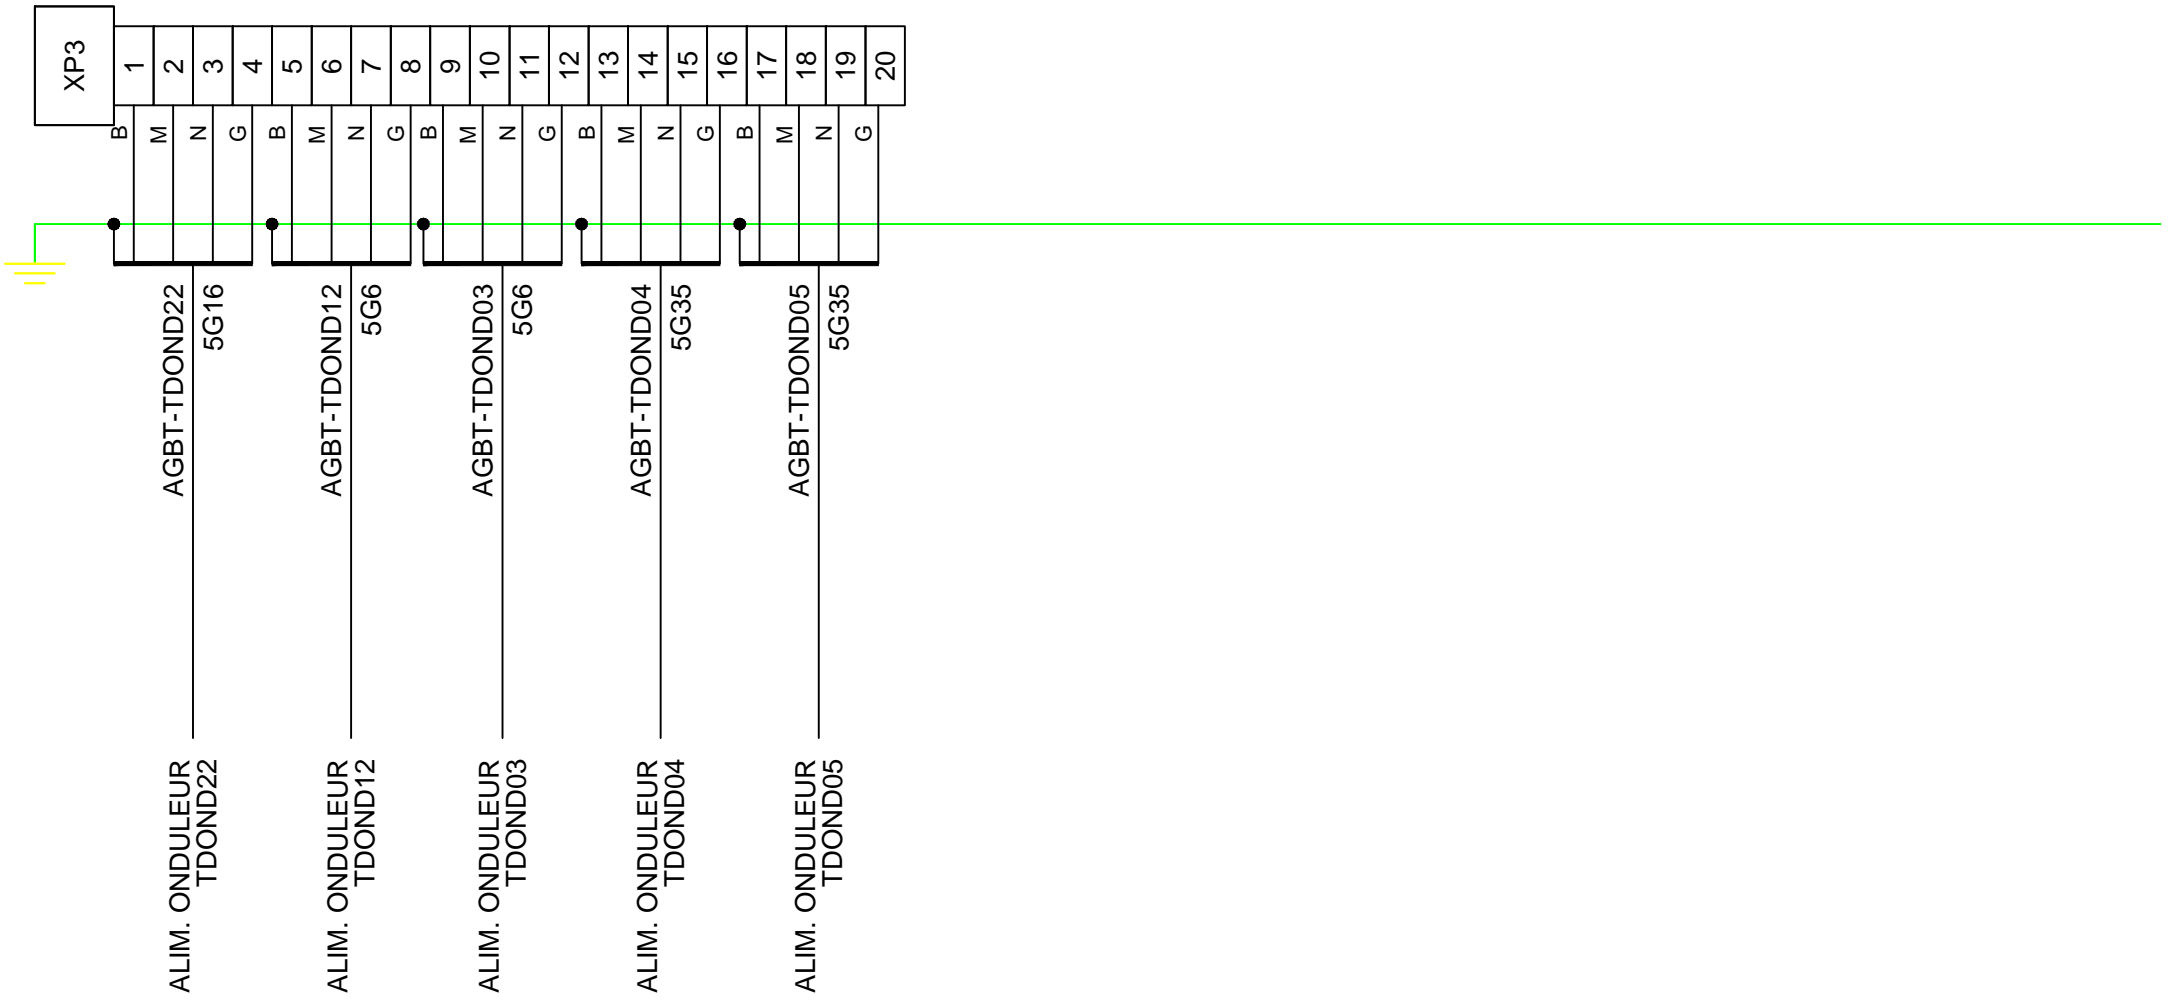 XP3
1 2 3 4 5 6 7 8 9 10 11 12 13 14 15 16 17 18 19 20
B M N G B M N G B M N G B M N G B M N G
AGBT-TDOND22
5G16
AGBT-TDOND12
5G6
AGBT-TDOND03
5G6
AGBT-TDOND04
5G35
AGBT-TDOND05
5G35
ALIM. ONDULEUR
TDOND22
ALIM. ONDULEUR
TDOND12
ALIM. ONDULEUR
TDOND03
ALIM. ONDULEUR
TDOND04
ALIM. ONDULEUR
TDOND05